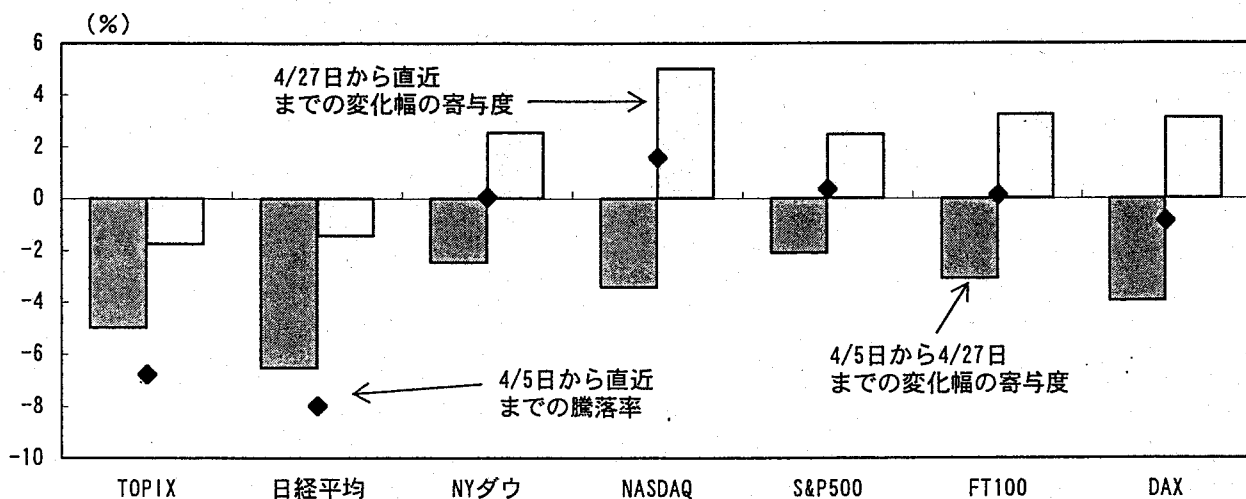 (%)
6
4
2
0
-2
-4
-6
-8
-10
4/27日から直近
までの変化幅の寄与度
4/5日から直近
までの騰落率
4/5日から4/27日
までの変化幅の寄与度
TOPIX 日経平均 NYダウ NASDAQ S&P500 FT100 DAX